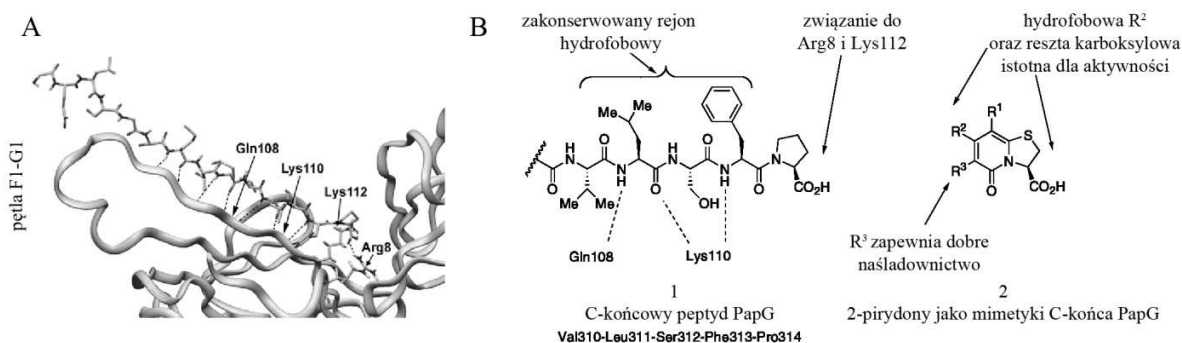 A
pętla F1-G1
Gln108
Lys110
Lys112
Arg8
B
zakonserwowany rejon
hydrofobowy
związanie do
Arg8 i Lys112
hydrofobowa R²
oraz reszta karboksylowa
istotna dla aktywności
Me
Me
O
H
N
O
H
N
O
H
N
O
H
N
O
N
CO₂H
Me
Me
OH
Gln108
Lys110
R¹
R²
R³
S
N
O
CO₂H
R³ zapewnia dobre
naśladownictwo
1
C-końcowy peptyd PapG
Val310-Leu311-Ser312-Phe313-Pro314
2
2-pirydony jako mimetyki C-końca PapG